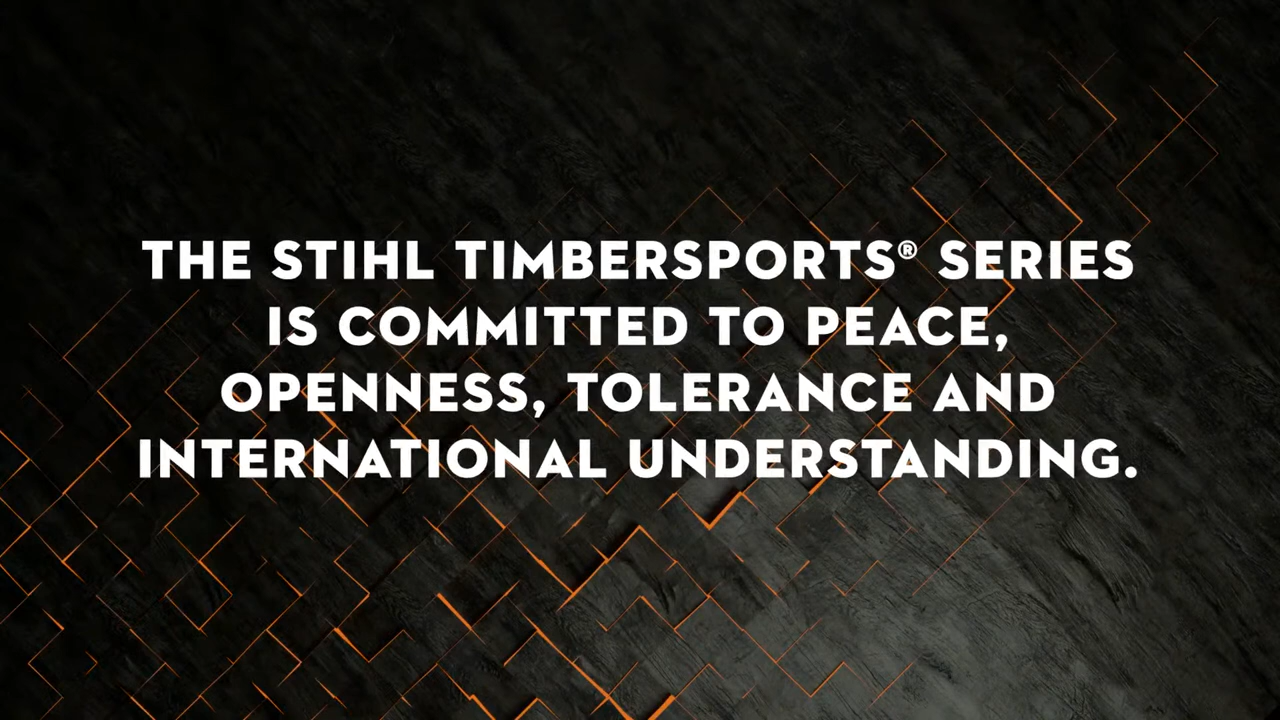 THE STIHL TIMBERSPORTS® SERIES
IS COMMITTED TO PEACE,
OPENNESS, TOLERANCE AND
INTERNATIONAL UNDERSTANDING.